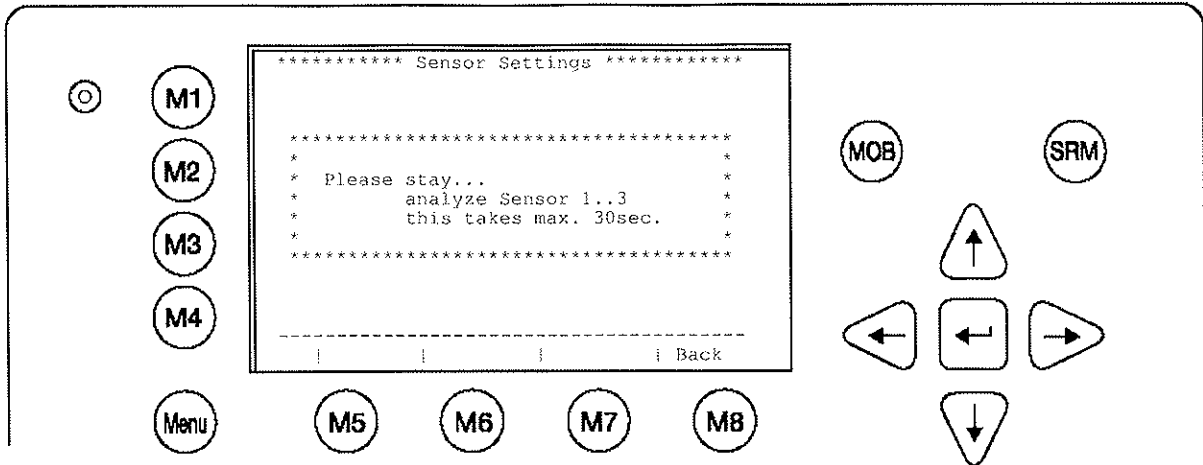 *********** Sensor Settings ************
M1
MOB
SRM
**************************************
* *
M2
* Please stay... *
* analyze Sensor 1..3 *
* this takes max. 30sec. *
* *
M3
**************************************
M4
| | | | Back
Menu
M5
M6
M7
M8